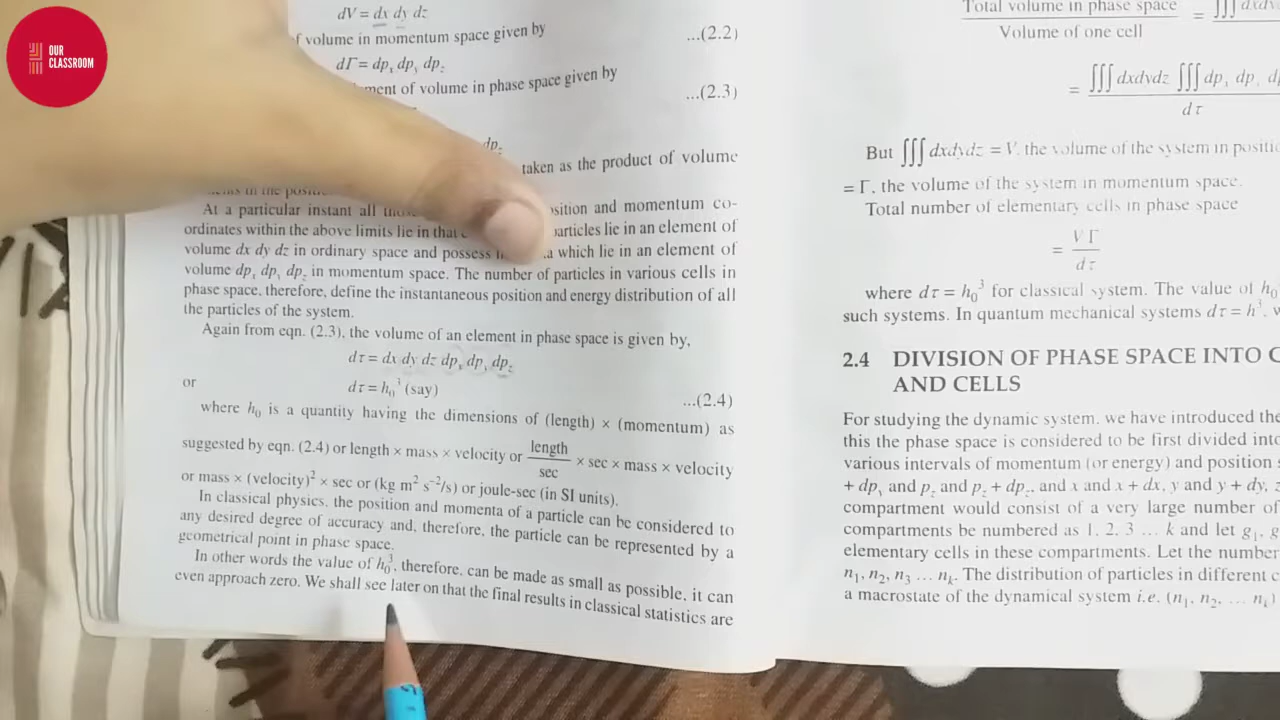 OUR
CLASSROOM
dV = dx dy dz
of volume in momentum space given by ...(2.2)
dΓ = dpₓ dpᵧ dp_z
ment of volume in phase space given by ...(2.3)
dp_z
taken as the product of volume
At a particular instant all position and momentum co-
ordinates within the above limits lie in that particles lie in an element of
volume dx dy dz in ordinary space and possess which lie in an element of
volume dpₓ dpᵧ dp_z in momentum space. The number of particles in various cells in
phase space, therefore, define the instantaneous position and energy distribution of all
the particles of the system.
Again from eqn. (2.3), the volume of an element in phase space is given by,
dτ = dx dy dz dpₓ dpᵧ dp_z
or dτ = h₀³ (say) ...(2.4)
where h₀ is a quantity having the dimensions of (length) × (momentum) as
suggested by eqn. (2.4) or length × mass × velocity or length/sec × sec × mass × velocity
or mass × (velocity)² × sec or (kg m² s⁻²/s) or joule-sec (in SI units).
In classical physics, the position and momenta of a particle can be considered to
any desired degree of accuracy and, therefore, the particle can be represented by a
geometrical point in phase space.
In other words the value of h₀³, therefore, can be made as small as possible, it can
even approach zero. We shall see later on that the final results in classical statistics are
Total volume in phase space / Volume of one cell = ∭ dxdy
= ∭ dxdydz ∭ dpₓ dpᵧ / dτ
But ∭ dxdydz = V, the volume of the system in
= Γ, the volume of the system in momentum space.
Total number of elementary cells in phase space
= V Γ / dτ
where dτ = h₀³ for classical system. The value of h₀
such systems. In quantum mechanical systems dτ = h³,
2.4 DIVISION OF PHASE SPACE INTO
AND CELLS
For studying the dynamic system, we have introduced the
this the phase space is considered to be first divided into
various intervals of momentum (or energy) and position
+ dpᵧ and p_z and p_z + dp_z, and x and x + dx, y and y + dy,
compartment would consist of a very large number of
compartments be numbered as 1, 2, 3 ... k and let g₁,
elementary cells in these compartments. Let the number
n₁, n₂, n₃ ... nₖ. The distribution of particles in different
a macrostate of the dynamical system i.e. (n₁, n₂, ... nₖ)